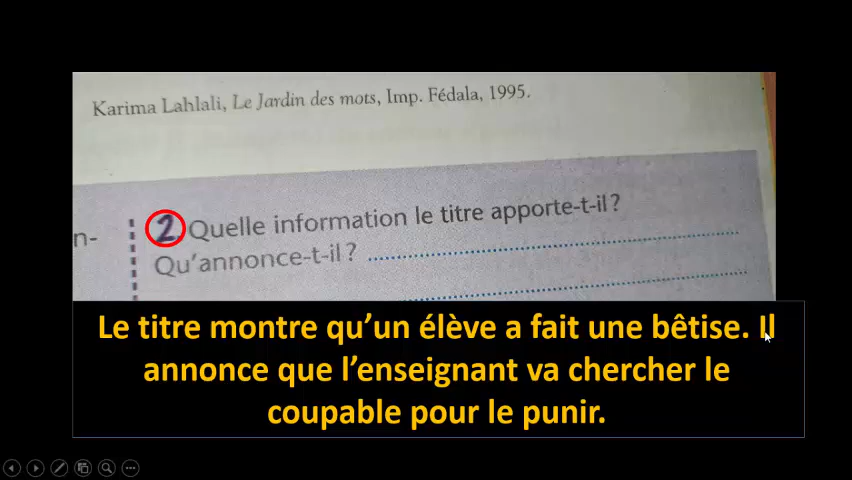 Karima Lahlali, Le Jardin des mots, Imp. Fédala, 1995.
n-
2 Quelle information le titre apporte-t-il ?
Qu'annonce-t-il ?
Le titre montre qu'un élève a fait une bêtise. Il
annonce que l'enseignant va chercher le
coupable pour le punir.